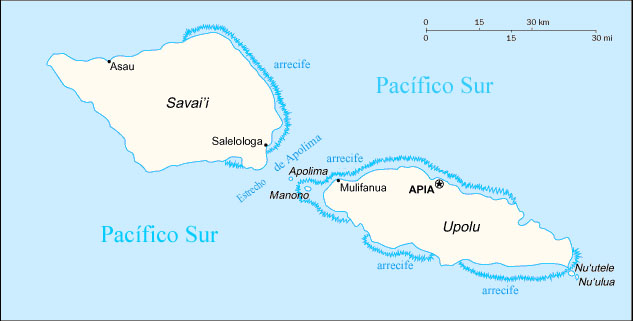 0 15 30 km
0 15 30 mi
Asau
arrecife
Pacífico Sur
Savai'i
Salelologa
Estrecho de Apolima
Apolima
arrecife
Manono
Mulifanua
APIA
Upolu
Pacífico Sur
arrecife
Nu'utele
Nu'ulua
arrecife